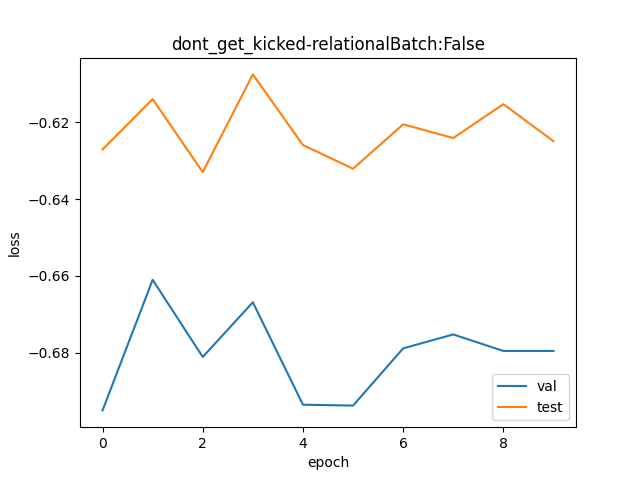 dont_get_kicked-relationalBatch:False
loss
−0.62
−0.64
−0.66
−0.68
0
2
4
6
8
epoch
val
test